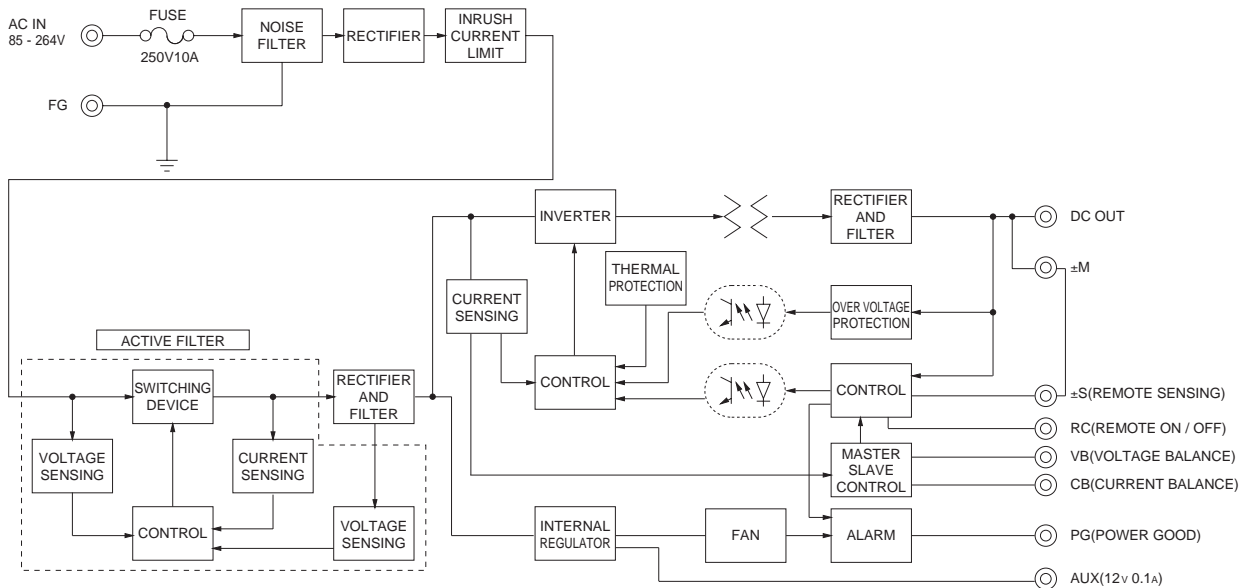 AC IN
85 - 264V
FUSE
250V10A
NOISE
FILTER
RECTIFIER
INRUSH
CURRENT
LIMIT
FG
INVERTER
RECTIFIER
AND
FILTER
DC OUT
±M
THERMAL
PROTECTION
CURRENT
SENSING
OVER VOLTAGE
PROTECTION
ACTIVE FILTER
SWITCHING
DEVICE
RECTIFIER
AND
FILTER
CONTROL
CONTROL
±S(REMOTE SENSING)
RC(REMOTE ON / OFF)
VOLTAGE
SENSING
CURRENT
SENSING
MASTER
SLAVE
CONTROL
VB(VOLTAGE BALANCE)
CB(CURRENT BALANCE)
CONTROL
VOLTAGE
SENSING
INTERNAL
REGULATOR
FAN
ALARM
PG(POWER GOOD)
AUX(12V 0.1A)